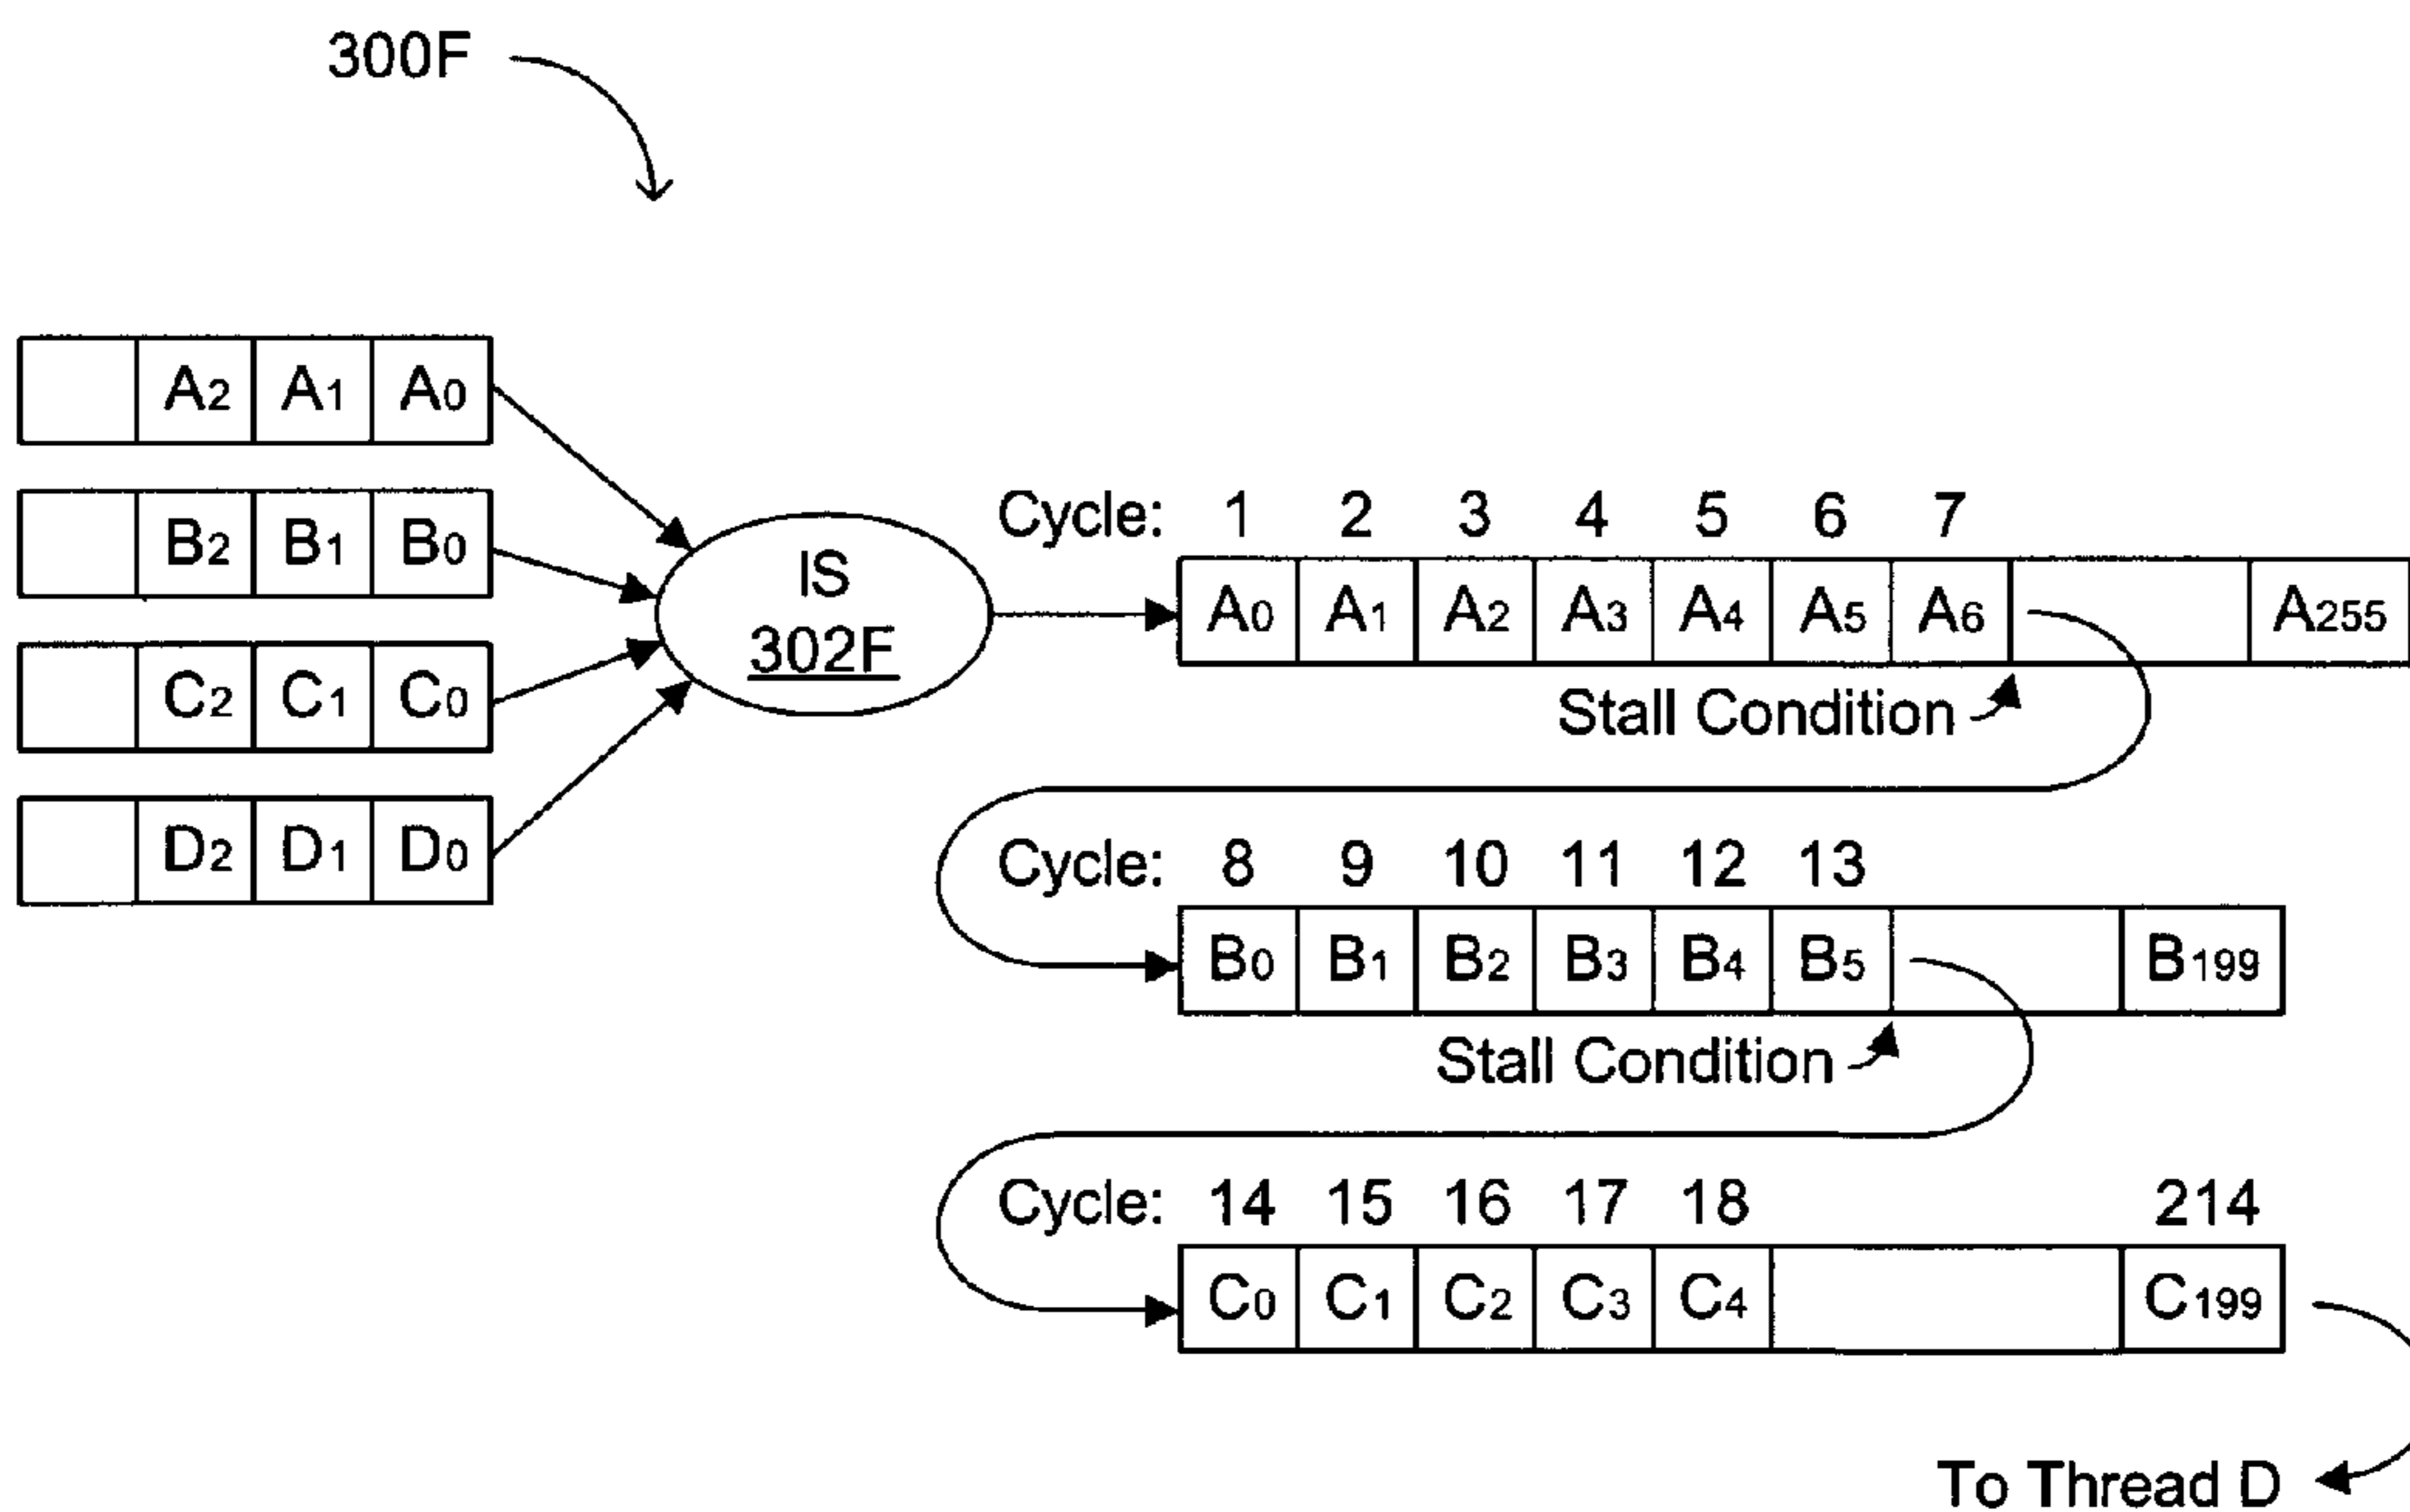 300F
A2 A1 A0
B2 B1 B0
C2 C1 C0
D2 D1 D0
IS
302F
Cycle: 1 2 3 4 5 6 7
A0 A1 A2 A3 A4 A5 A6 A255
Stall Condition
Cycle: 8 9 10 11 12 13
B0 B1 B2 B3 B4 B5 B199
Stall Condition
Cycle: 14 15 16 17 18 214
C0 C1 C2 C3 C4 C199
To Thread D